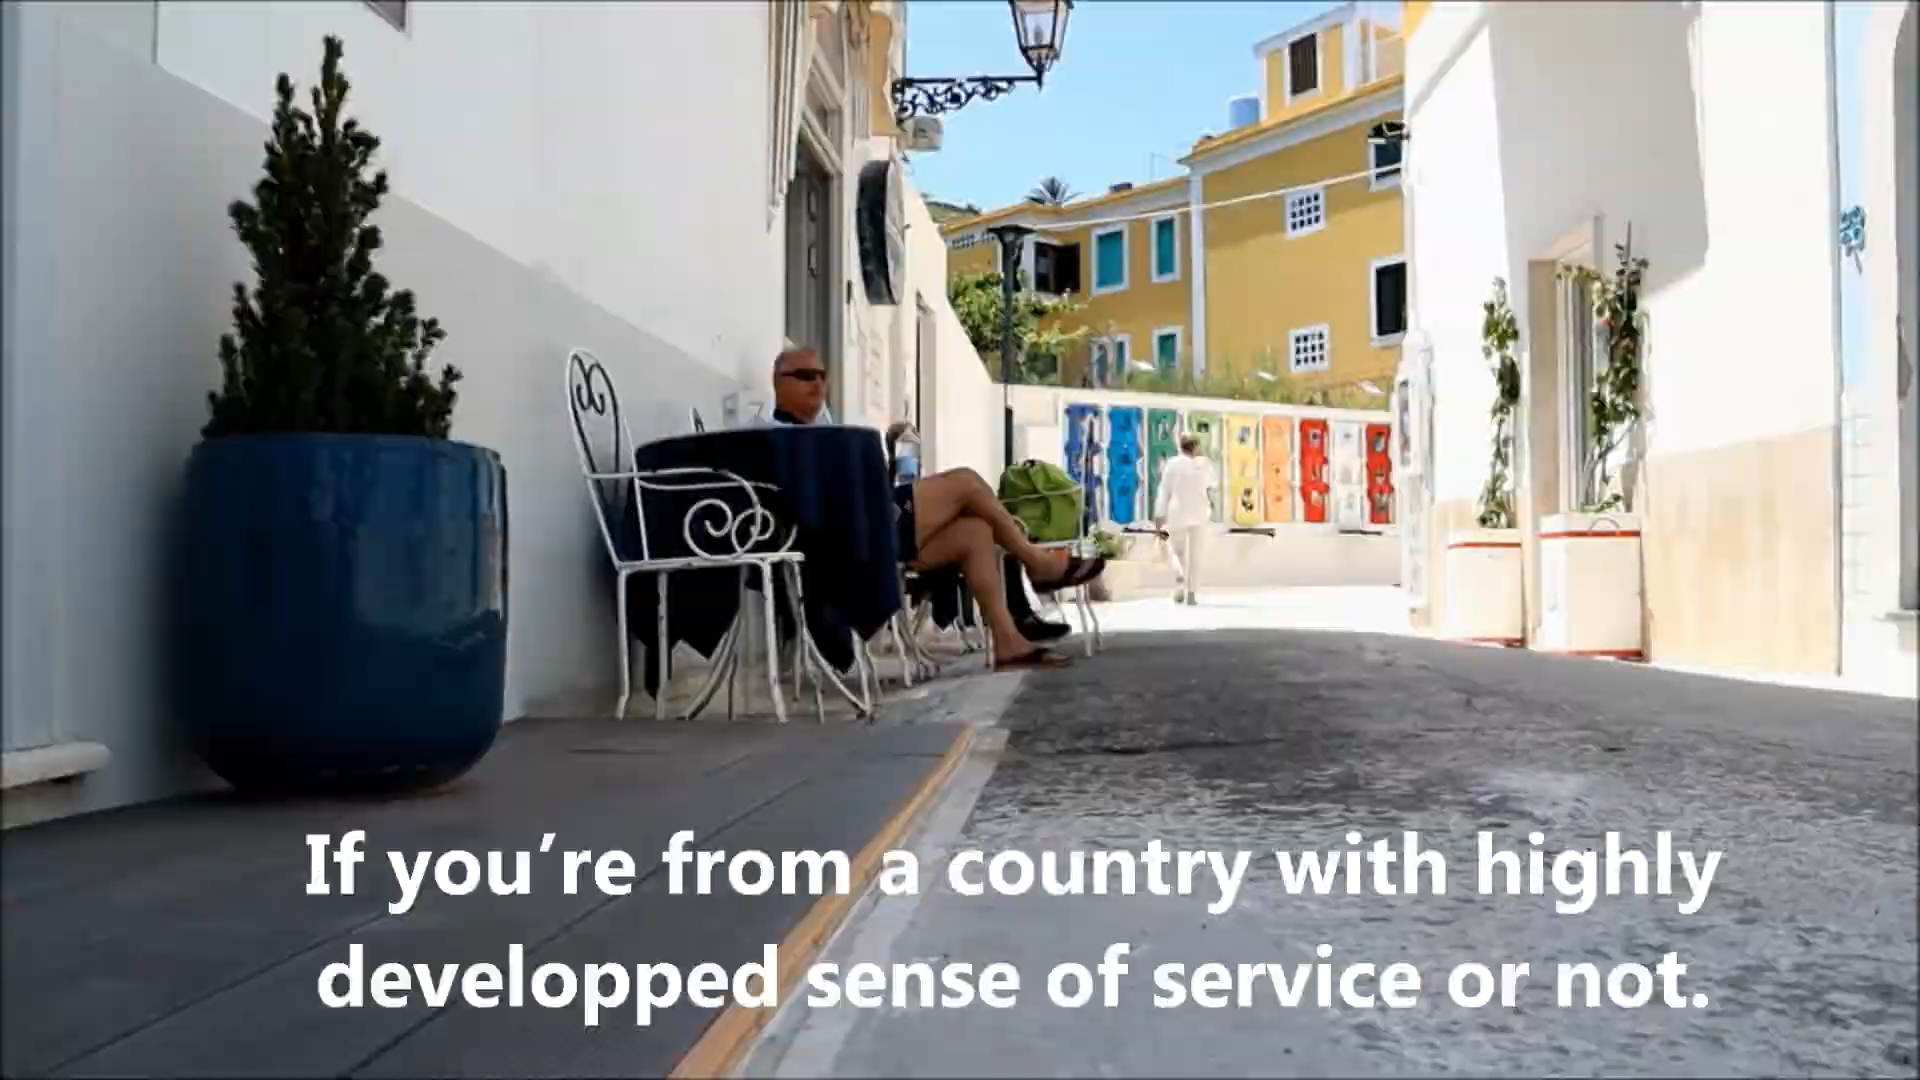 If you’re from a country with highly
developped sense of service or not.